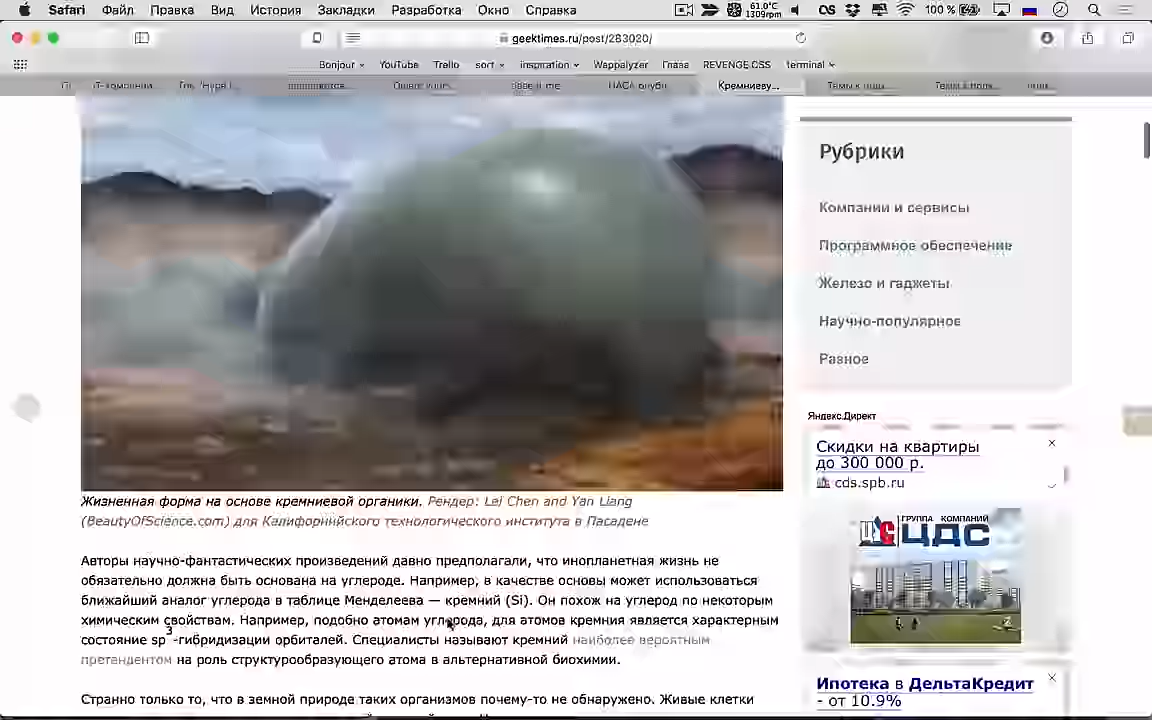 Safari Файл Правка Вид История Закладки Разработка Окно Справка 61.0°C 1309rpm 100 %
geektimes.ru/post/283020/
Bonjour YouTube Trello sort inspiration Wappalyzer Глаза REVENGE.CSS terminal
Кремниеву...
Рубрики
Компании и сервисы
Программное обеспечение
Железо и гаджеты
Научно-популярное
Разное
Яндекс.Директ
Скидки на квартиры
до 300 000 р.
cds.spb.ru
ГРУППА КОМПАНИЙ
ЦДС
Ипотека в ДельтаКредит
- от 10.9%
Жизненная форма на основе кремниевой органики. Рендер: Lei Chen and Yan Liang
(BeautyOfScience.com) для Калифорнийского технологического института в Пасадене
Авторы научно-фантастических произведений давно предполагали, что инопланетная жизнь не
обязательно должна быть основана на углероде. Например, в качестве основы может использоваться
ближайший аналог углерода в таблице Менделеева — кремний (Si). Он похож на углерод по некоторым
химическим свойствам. Например, подобно атомам углерода, для атомов кремния является характерным
состояние sp3-гибридизации орбиталей. Специалисты называют кремний наиболее вероятным
претендентом на роль структурообразующего атома в альтернативной биохимии.
Странно только то, что в земной природе таких организмов почему-то не обнаружено. Живые клетки